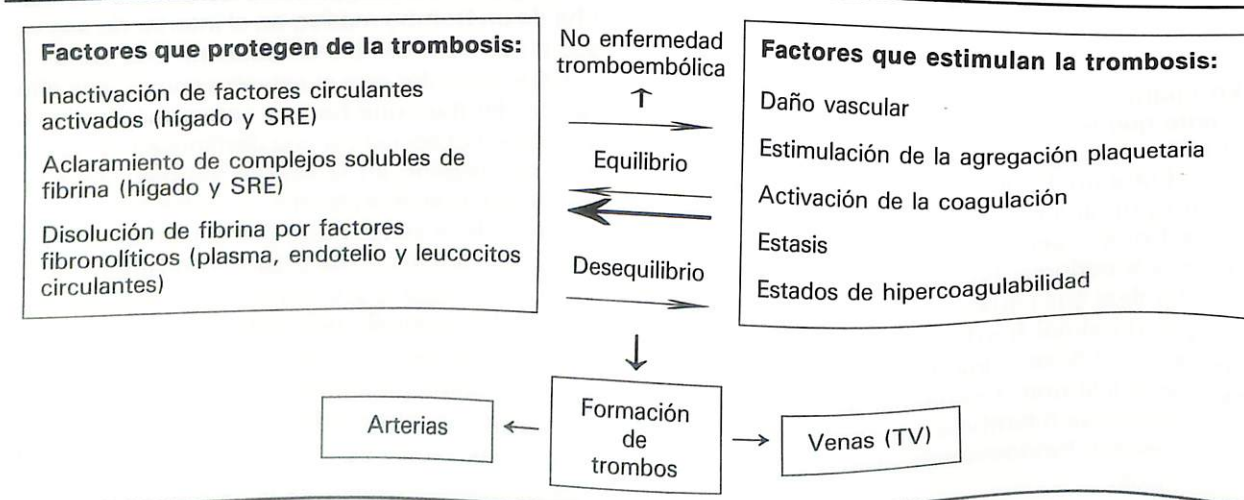 Factores que protegen de la trombosis:
Inactivación de factores circulantes
activados (hígado y SRE)
Aclaramiento de complejos solubles de
fibrina (hígado y SRE)
Disolución de fibrina por factores
fibronolíticos (plasma, endotelio y leucocitos
circulantes)
No enfermedad
tromboembólica
Equilibrio
Desequilibrio
Factores que estimulan la trombosis:
Daño vascular
Estimulación de la agregación plaquetaria
Activación de la coagulación
Estasis
Estados de hipercoagulabilidad
Arterias
Formación
de
trombos
Venas (TV)